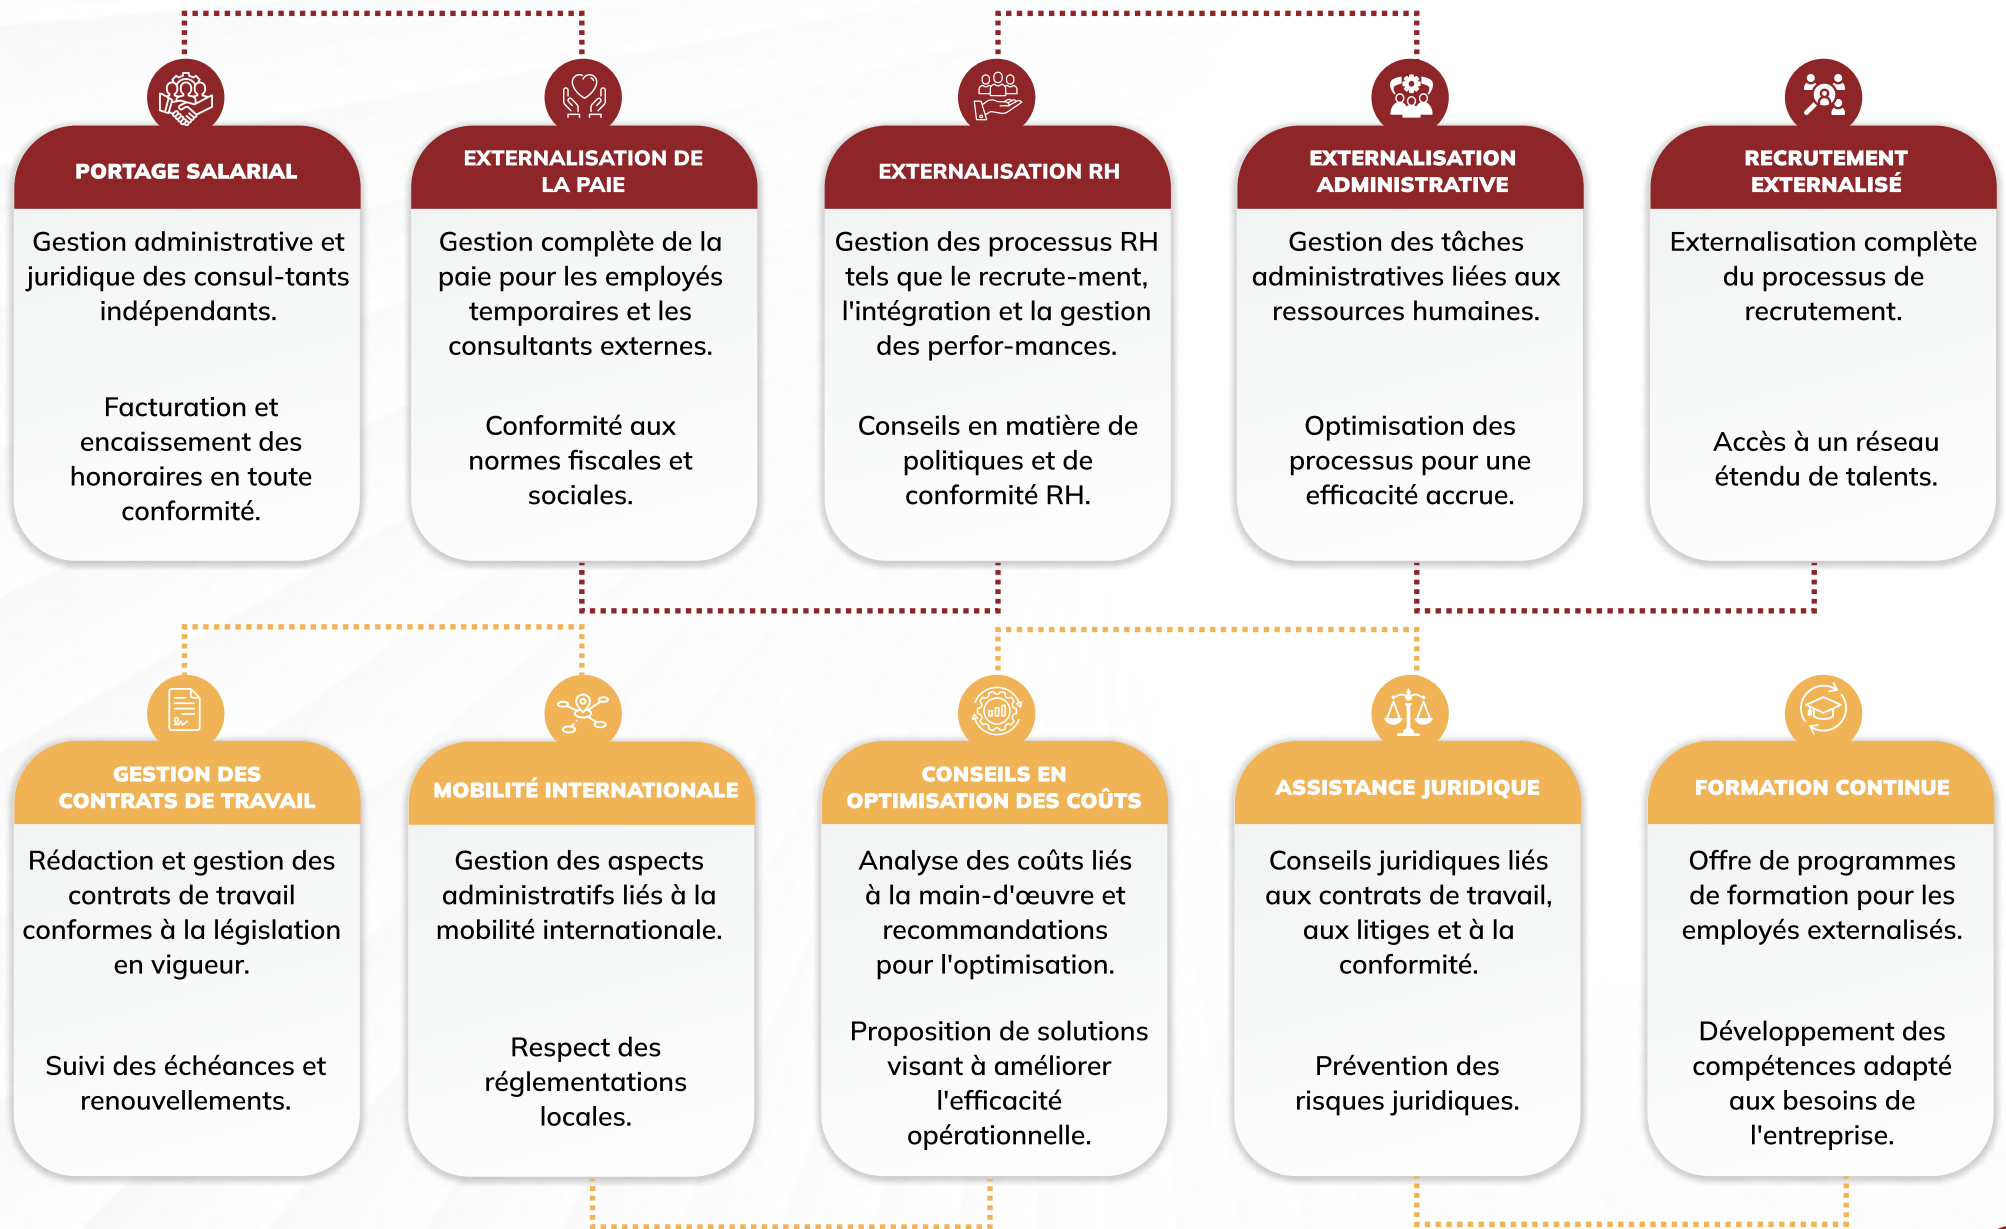 PORTAGE SALARIAL
Gestion administrative et
juridique des consul-tants
indépendants.
Facturation et
encaissement des
honoraires en toute
conformité.
EXTERNALISATION DE
LA PAIE
Gestion complète de la
paie pour les employés
temporaires et les
consultants externes.
Conformité aux
normes fiscales et
sociales.
EXTERNALISATION RH
Gestion des processus RH
tels que le recrute-ment,
l'intégration et la gestion
des perfor-mances.
Conseils en matière de
politiques et de
conformité RH.
EXTERNALISATION
ADMINISTRATIVE
Gestion des tâches
administratives liées aux
ressources humaines.
Optimisation des
processus pour une
efficacité accrue.
RECRUTEMENT
EXTERNALISÉ
Externalisation complète
du processus de
recrutement.
Accès à un réseau
étendu de talents.
GESTION DES
CONTRATS DE TRAVAIL
Rédaction et gestion des
contrats de travail
conformes à la législation
en vigueur.
Suivi des échéances et
renouvellements.
MOBILITÉ INTERNATIONALE
Gestion des aspects
administratifs liés à la
mobilité internationale.
Respect des
réglementations
locales.
CONSEILS EN
OPTIMISATION DES COÛTS
Analyse des coûts liés
à la main-d'œuvre et
recommandations
pour l'optimisation.
Proposition de solutions
visant à améliorer
l'efficacité
opérationnelle.
ASSISTANCE JURIDIQUE
Conseils juridiques liés
aux contrats de travail,
aux litiges et à la
conformité.
Prévention des
risques juridiques.
FORMATION CONTINUE
Offre de programmes
de formation pour les
employés externalisés.
Développement des
compétences adapté
aux besoins de
l'entreprise.